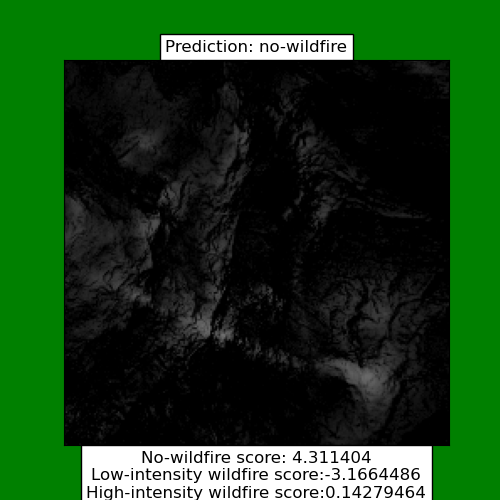 Prediction: no-wildfire
No-wildfire score: 4.311404
Low-intensity wildfire score:-3.1664486
High-intensity wildfire score:0.14279464